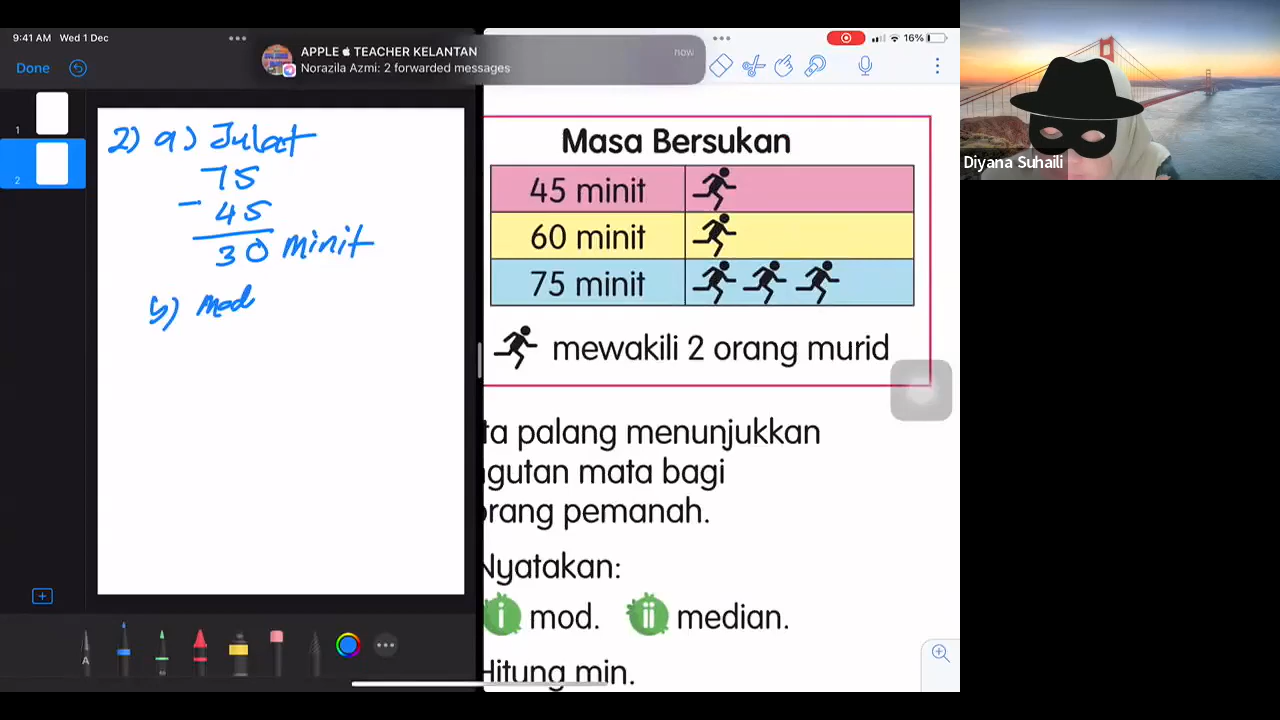 9:41 AM Wed 1 Dec
APPLE TEACHER KELANTAN
now
Norazila Azmi: 2 forwarded messages
16%
Done
1
2
2) a) Julat
75
- 45
30 minit
b) Mod
A
Masa Bersukan
45 minit
60 minit
75 minit
mewakili 2 orang murid
ta palang menunjukkan
gutan mata bagi
orang pemanah.
Nyatakan:
i mod. ii median.
Hitung min.
Diyana Suhaili